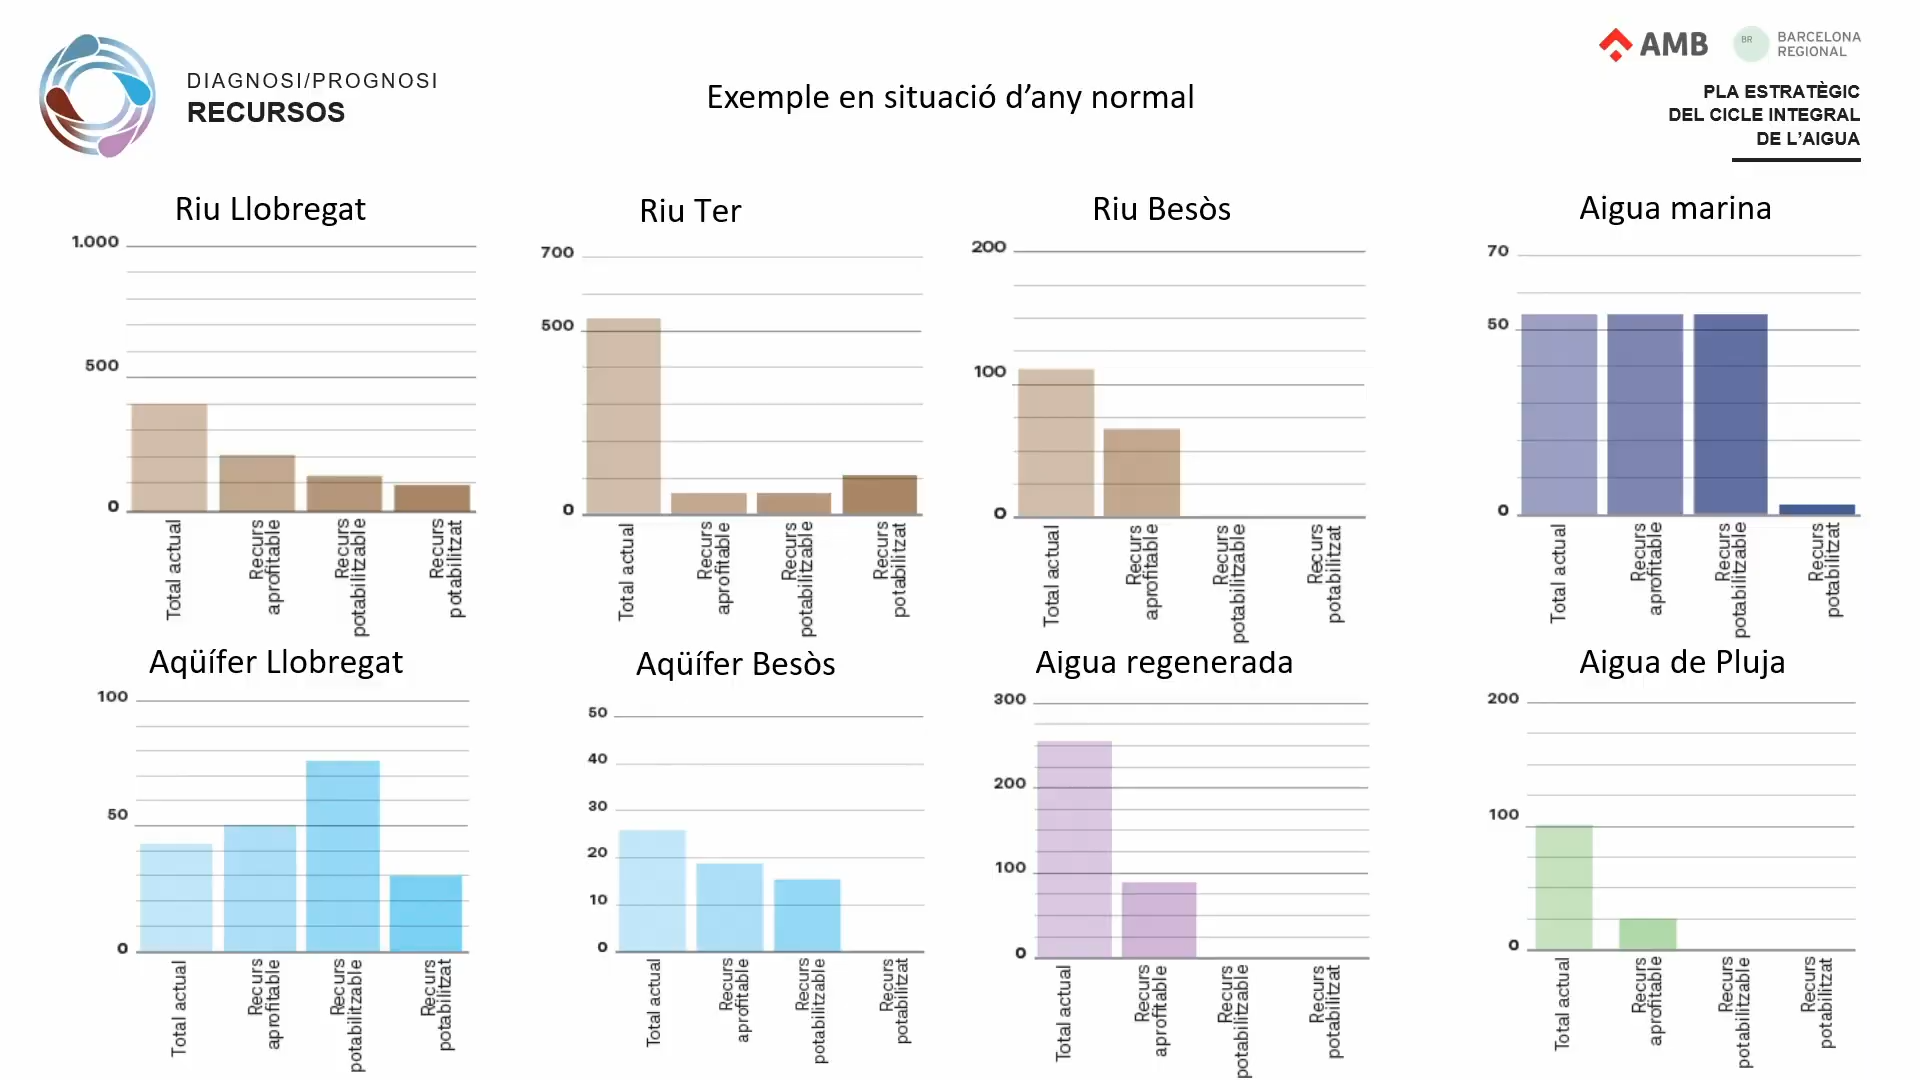 DIAGNOSI/PROGNOSI
RECURSOS
Exemple en situació d’any normal
AMB
BR
BARCELONA
REGIONAL
PLA ESTRATÈGIC
DEL CICLE INTEGRAL
DE L’AIGUA
Riu Llobregat
1.000
500
0
Total actual
Recurs
aprofitable
Recurs
potabilitzable
Recurs
potabilitzat
Riu Ter
700
500
0
Total actual
Recurs
aprofitable
Recurs
potabilitzable
Recurs
potabilitzat
Riu Besòs
200
100
0
Total actual
Recurs
aprofitable
Recurs
potabilitzable
Recurs
potabilitzat
Aigua marina
70
50
0
Total actual
Recurs
aprofitable
Recurs
potabilitzable
Recurs
potabilitzat
Aqüífer Llobregat
100
50
0
Total actual
Recurs
aprofitable
Recurs
potabilitzable
Recurs
potabilitzat
Aqüífer Besòs
50
40
30
20
10
0
Total actual
Recurs
aprofitable
Recurs
potabilitzable
Recurs
potabilitzat
Aigua regenerada
300
200
100
0
Total actual
Recurs
aprofitable
Recurs
potabilitzable
Recurs
potabilitzat
Aigua de Pluja
200
100
0
Total actual
Recurs
aprofitable
Recurs
potabilitzable
Recurs
potabilitzat